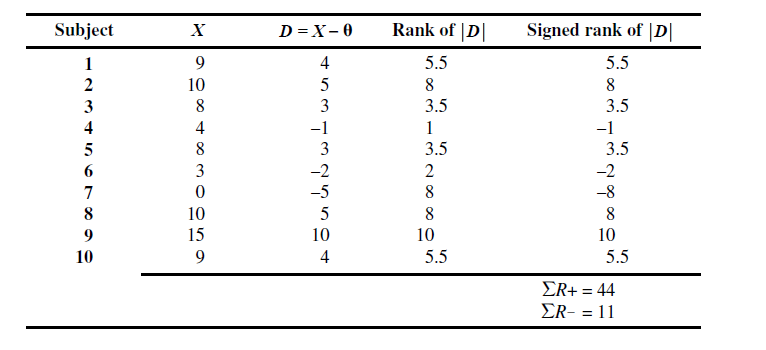 Subject X D = X – θ Rank of |D| Signed rank of |D|
1 9 4 5.5 5.5
2 10 5 8 8
3 8 3 3.5 3.5
4 4 –1 1 –1
5 8 3 3.5 3.5
6 3 –2 2 –2
7 0 –5 8 –8
8 10 5 8 8
9 15 10 10 10
10 9 4 5.5 5.5
ΣR+ = 44
ΣR– = 11